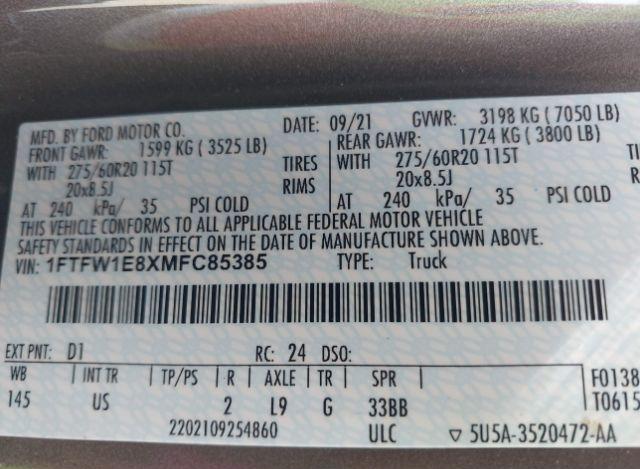 MFD. BY FORD MOTOR CO. DATE: 09/21 GVWR: 3198 KG ( 7050 LB)
FRONT GAWR: 1599 KG ( 3525 LB) REAR GAWR: 1724 KG ( 3800 LB)
WITH 275/60R20 115T TIRES WITH 275/60R20 115T TI
20x8.5J RIMS 20x8.5J R
AT 240 kPa/ 35 PSI COLD AT 240 kPa/ 35 PSI COLD
THIS VEHICLE CONFORMS TO ALL APPLICABLE FEDERAL MOTOR VEHICLE
SAFETY STANDARDS IN EFFECT ON THE DATE OF MANUFACTURE SHOWN ABOVE.
VIN: 1FTFW1E8XMFC85385 TYPE: Truck
EXT PNT: D1 RC: 24 DSO:
WB INT TR TP/PS R AXLE TR SPR F0138
145 US 2 L9 G 33BB T0615
2202109254860 ULC ▽ 5U5A-3520472-AA